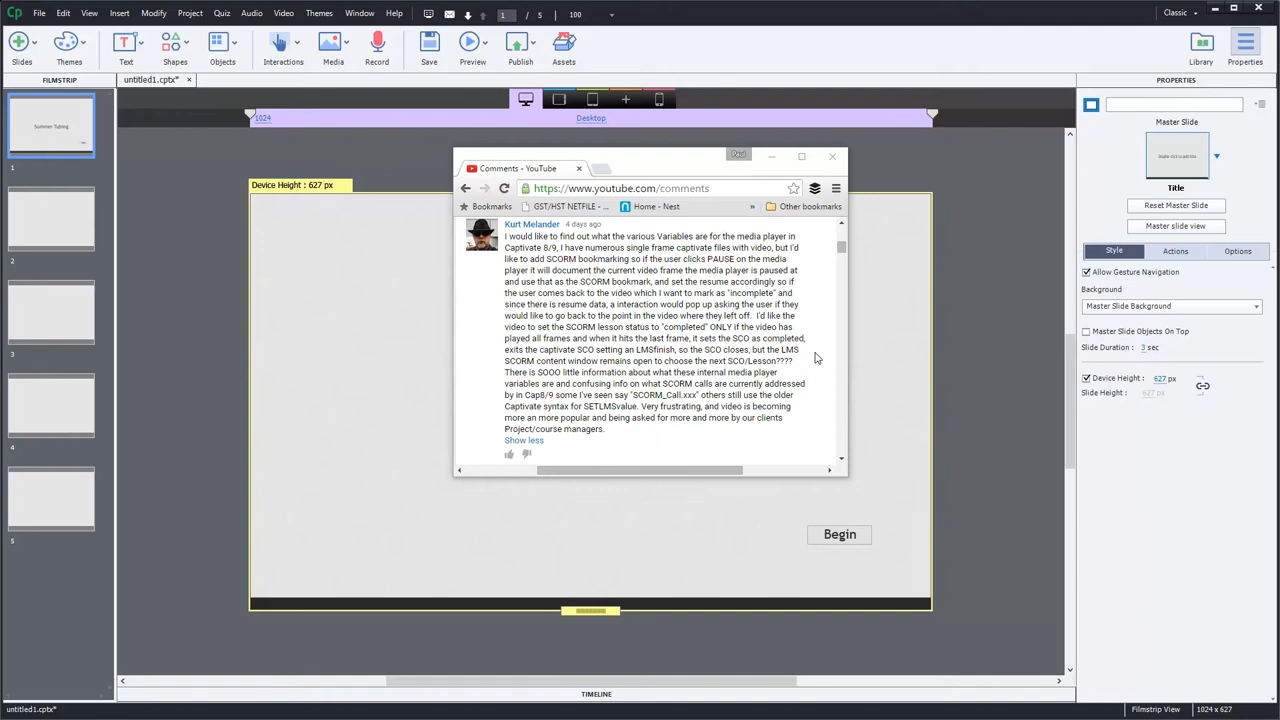 Cp File Edit View Insert Modify Project Quiz Audio Video Themes Window Help 1 / 5 100 Classic
Slides Themes Text Shapes Objects Interactions Media Record Save Preview Publish Assets Library Properties
FILMSTRIP
untitled1.cptx*
PROPERTIES
1024
Desktop
Device Height : 627 px
Summer Tubing
1
2
3
4
5
Paul
Comments - YouTube
https://www.youtube.com/comments
Bookmarks GST/HST NETFILE - ... Home - Nest » Other bookmarks
Kurt Melander 4 days ago
I would like to find out what the various Variables are for the media player in
Captivate 8/9, I have numerous single frame captivate files with video, but I'd
like to add SCORM bookmarking so if the user clicks PAUSE on the media
player it will document the current video frame the media player is paused at
and use that as the SCORM bookmark, and set the resume accordingly so if
the user comes back to the video which I want to mark as "incomplete" and
since there is resume data, a interaction would pop up asking the user if they
would like to go back to the point in the video where they left off. I'd like the
video to set the SCORM lesson status to "completed" ONLY if the video has
played all frames and when it hits the last frame, it sets the SCO as completed,
exits the captivate SCO setting an LMSfinish, so the SCO closes, but the LMS
SCORM content window remains open to choose the next SCO/Lesson????
There is SOOO little information about what these internal media player
variables are and confusing info on what SCORM calls are currently addressed
by in Cap8/9 some I've seen say "SCORM_Call.xxx" others still use the older
Captivate syntax for SETLMSvalue. Very frustrating, and video is becoming
more an more popular and being asked for more and more by our clients
Project/course managers.
Show less
Begin
Master Slide
Double click to add title
Title
Reset Master Slide
Master slide view
Style Actions Options
Allow Gesture Navigation
Background
Master Slide Background
Master Slide Objects On Top
Slide Duration : 3 sec
Device Height : 627 px
Slide Height : 627 px
TIMELINE
untitled1.cptx* Filmstrip View 1024 x 627